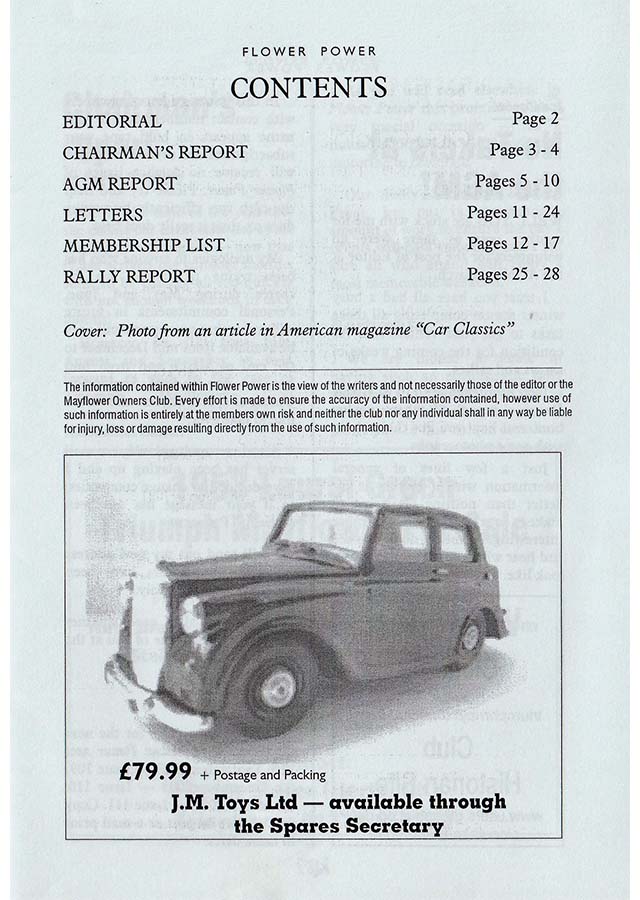 FLOWER POWER
CONTENTS
EDITORIAL Page 2
CHAIRMAN'S REPORT Page 3 - 4
AGM REPORT Pages 5 - 10
LETTERS Pages 11 - 24
MEMBERSHIP LIST Pages 12 - 17
RALLY REPORT Pages 25 - 28
Cover: Photo from an article in American magazine “Car Classics”
The information contained within Flower Power is the view of the writers and not necessarily those of the editor or the
Mayflower Owners Club. Every effort is made to ensure the accuracy of the information contained, however use of
such information is entirely at the members own risk and neither the club nor any individual shall in any way be liable
for injury, loss or damage resulting directly from the use of such information.
£79.99 + Postage and Packing
J.M. Toys Ltd — available through
the Spares Secretary